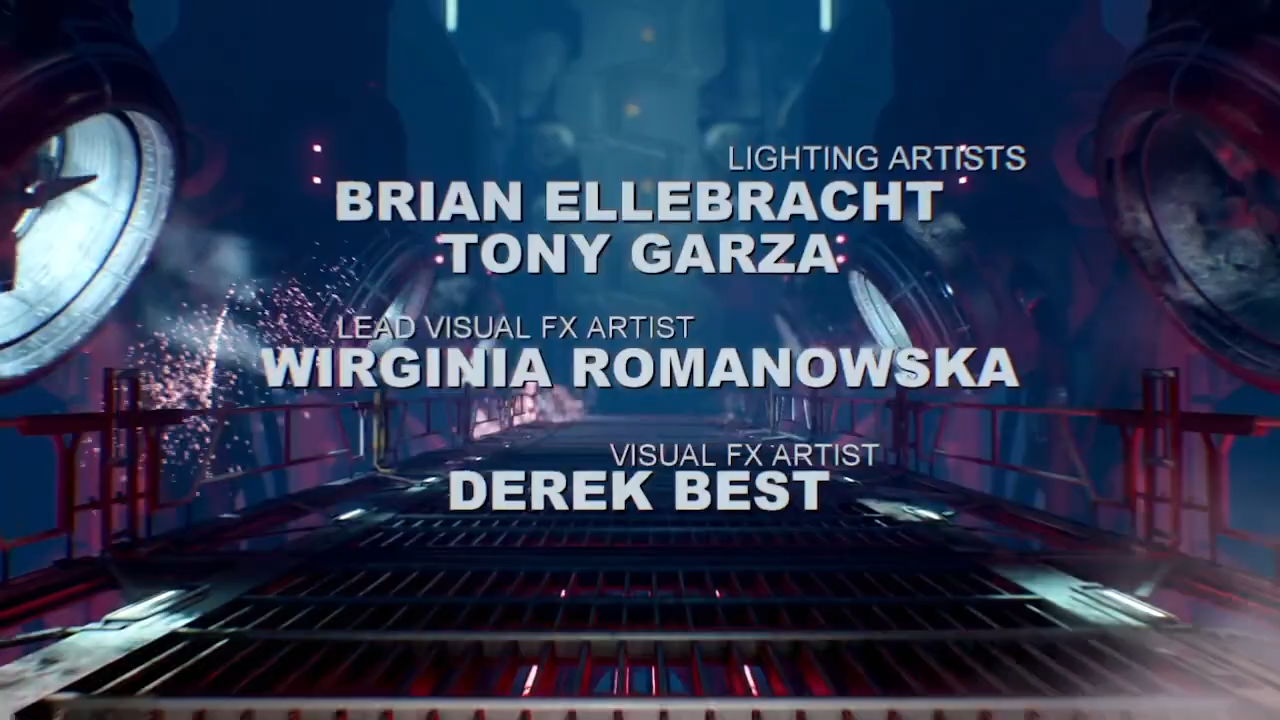 LIGHTING ARTISTS
BRIAN ELLEBRACHT
TONY GARZA
LEAD VISUAL FX ARTIST
WIRGINIA ROMANOWSKA
VISUAL FX ARTIST
DEREK BEST